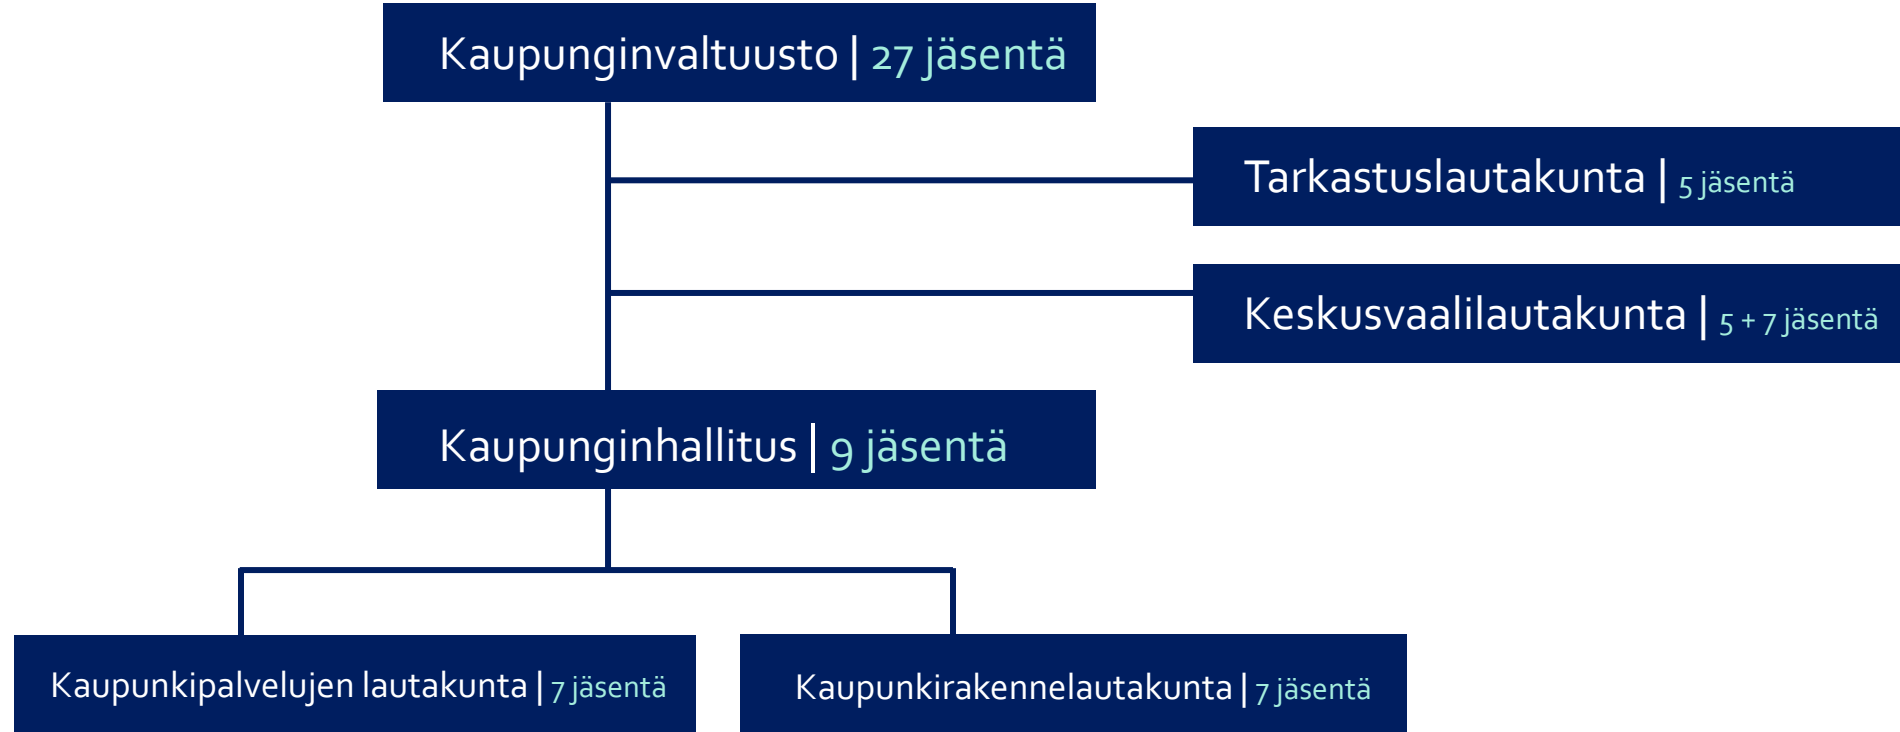 Kaupunginvaltuusto | 27 jäsentä
Tarkastuslautakunta | 5 jäsentä
Keskusvaalilautakunta | 5 + 7 jäsentä
Kaupunginhallitus | 9 jäsentä
Kaupunkipalvelujen lautakunta | 7 jäsentä
Kaupunkirakennelautakunta | 7 jäsentä